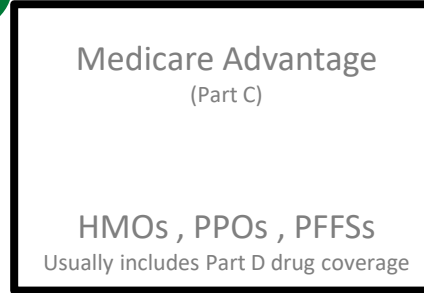 Medicare Advantage
(Part C)
HMOs , PPOs , PFFSs
Usually includes Part D drug coverage